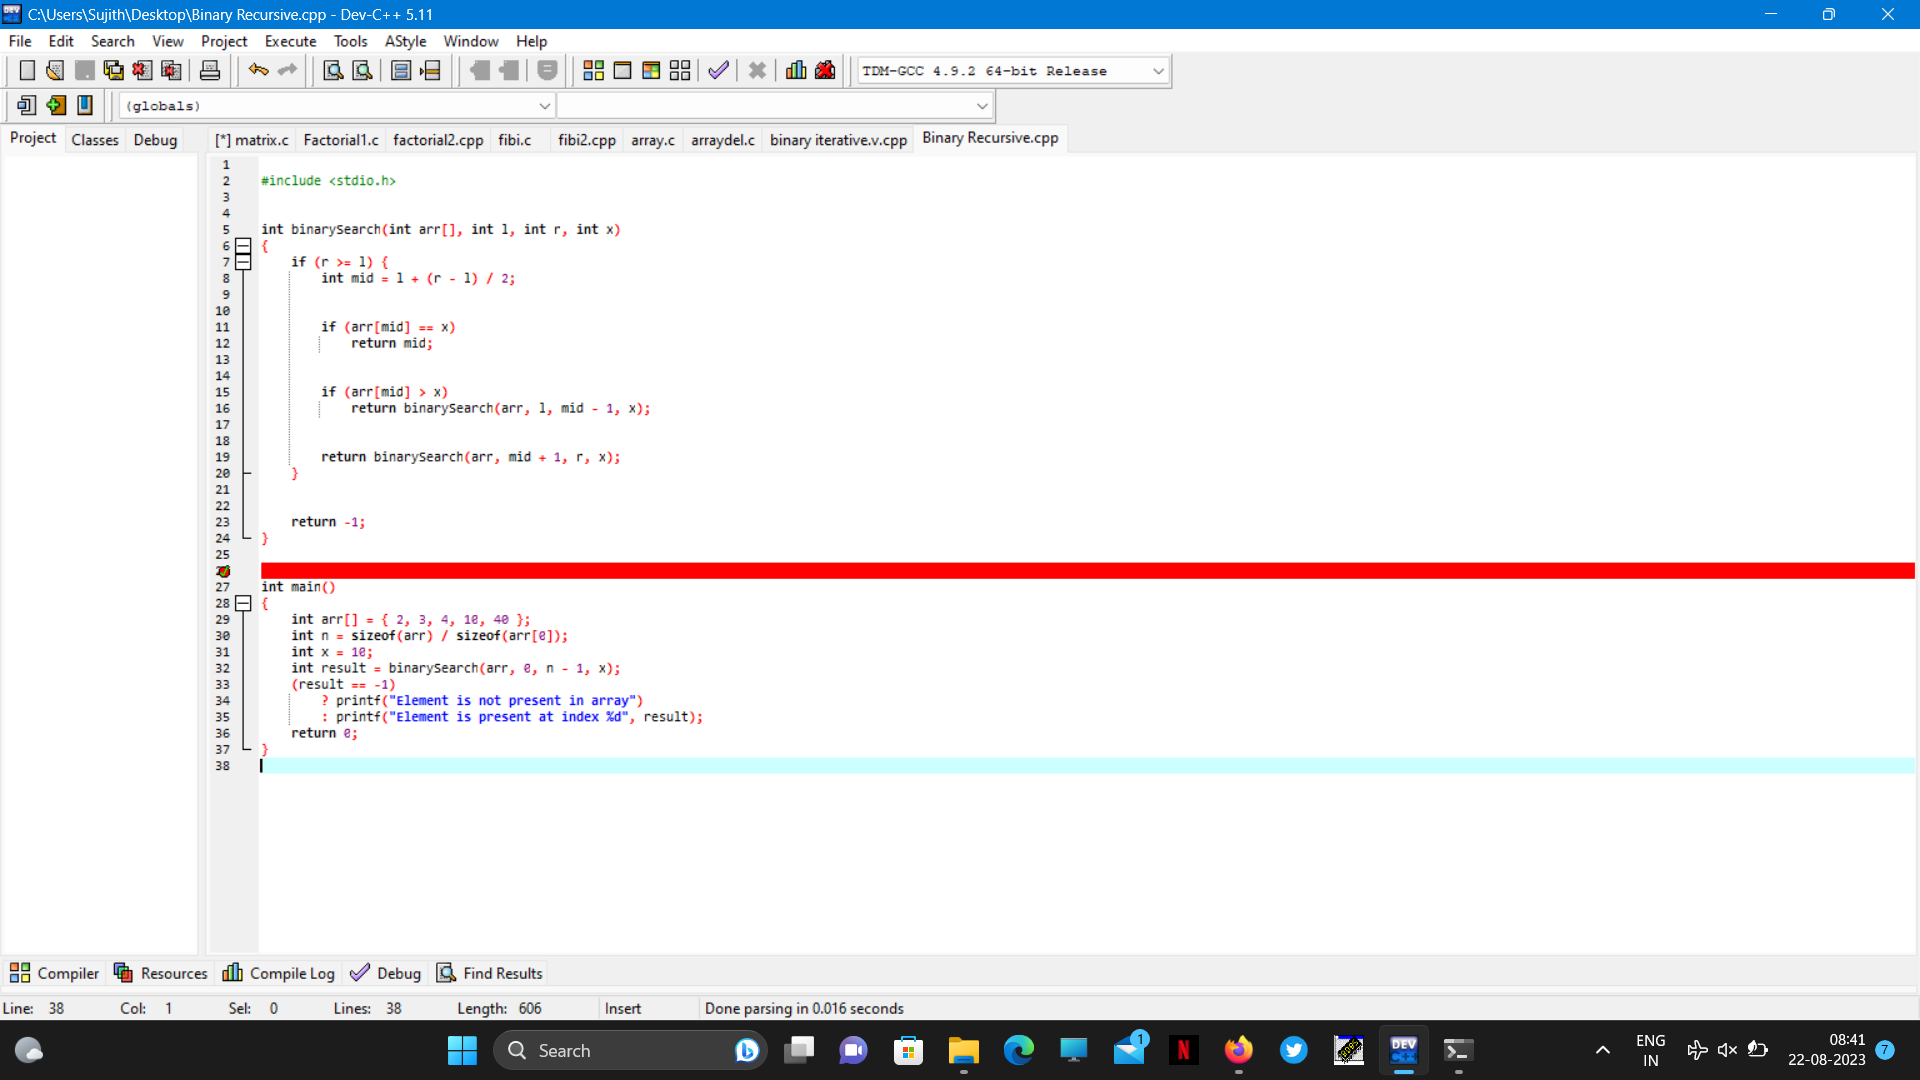 C:\Users\Sujith\Desktop\Binary Recursive.cpp - Dev-C++ 5.11
File Edit Search View Project Execute Tools AStyle Window Help
TDM-GCC 4.9.2 64-bit Release
(globals)
Project Classes Debug
[*] matrix.c Factorial1.c factorial2.cpp fibi.c fibi2.cpp array.c arraydel.c binary iterative.v.cpp Binary Recursive.cpp
1
2 #include <stdio.h>
3
4
5 int binarySearch(int arr[], int l, int r, int x)
6 {
7 if (r >= l) {
8 int mid = l + (r - l) / 2;
9
10
11 if (arr[mid] == x)
12 return mid;
13
14
15 if (arr[mid] > x)
16 return binarySearch(arr, l, mid - 1, x);
17
18
19 return binarySearch(arr, mid + 1, r, x);
20 }
21
22
23 return -1;
24 }
25
27 int main()
28 {
29 int arr[] = { 2, 3, 4, 10, 40 };
30 int n = sizeof(arr) / sizeof(arr[0]);
31 int x = 10;
32 int result = binarySearch(arr, 0, n - 1, x);
33 (result == -1)
34 ? printf("Element is not present in array")
35 : printf("Element is present at index %d", result);
36 return 0;
37 }
38
Compiler Resources Compile Log Debug Find Results
Line: 38 Col: 1 Sel: 0 Lines: 38 Length: 606 Insert Done parsing in 0.016 seconds
Search
1
N
DEV C++
ENG
IN
08:41
22-08-2023
7